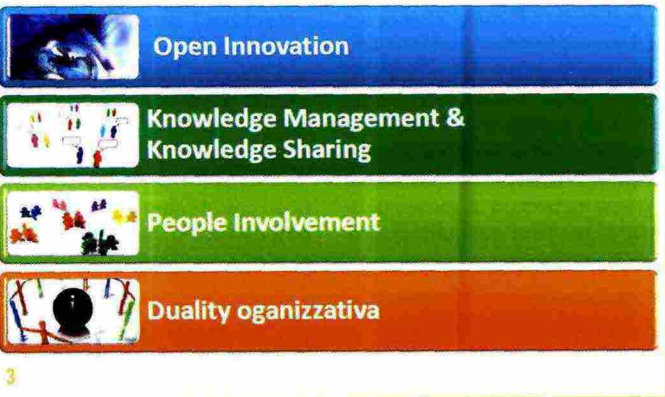 Open Innovation
Knowledge Management &
Knowledge Sharing
People Involvement
Duality oganizzativa
3